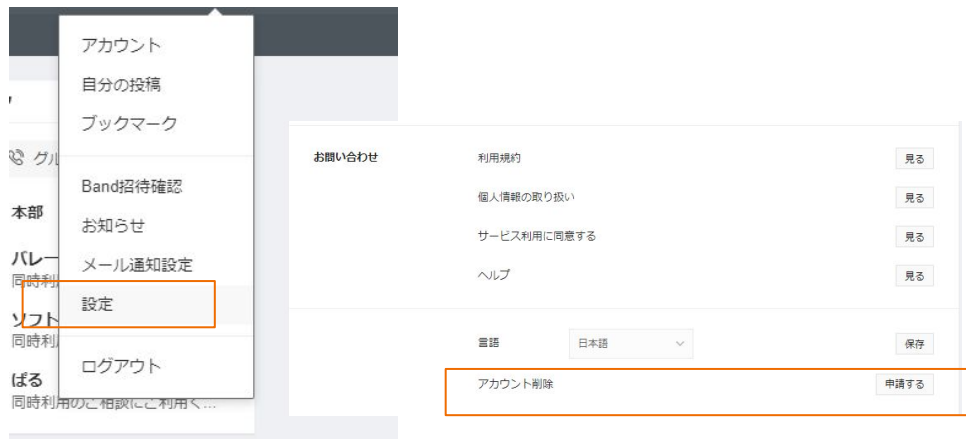 アカウント
自分の投稿
ブックマーク
グル
Band招待確認
本部
お知らせ
バレー
メール通知設定
同時利
設定
ソフト
同時利
ログアウト
ぱる
同時利用のご相談にご利用く...
お問い合わせ
利用規約
見る
個人情報の取り扱い
見る
サービス利用に同意する
見る
ヘルプ
見る
言語
日本語
保存
アカウント削除
申請する